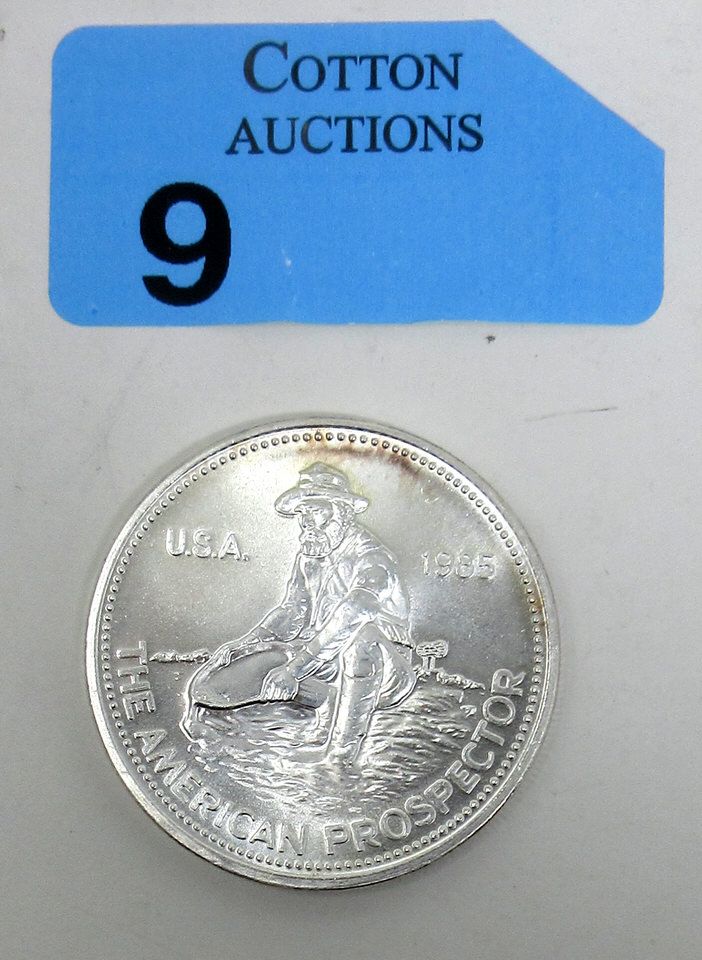 COTTON
AUCTIONS
9
U.S.A. 1985
THE AMERICAN PROSPECTOR